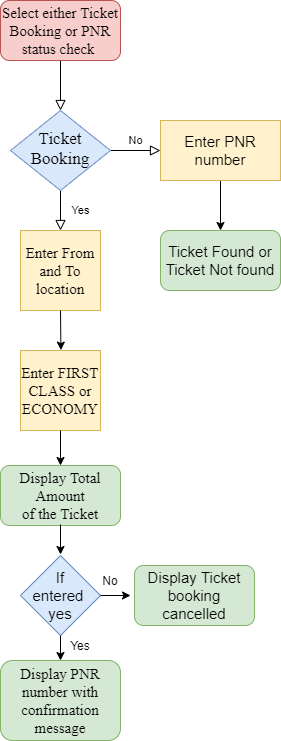 Select either Ticket
Booking or PNR
status check
Ticket
Booking
No
Enter PNR
number
Yes
Ticket Found or
Ticket Not found
Enter From
and To
location
Enter FIRST
CLASS or
ECONOMY
Display Total
Amount
of the Ticket
If
entered
yes
No
Display Ticket
booking
cancelled
Yes
Display PNR
number with
confirmation
message